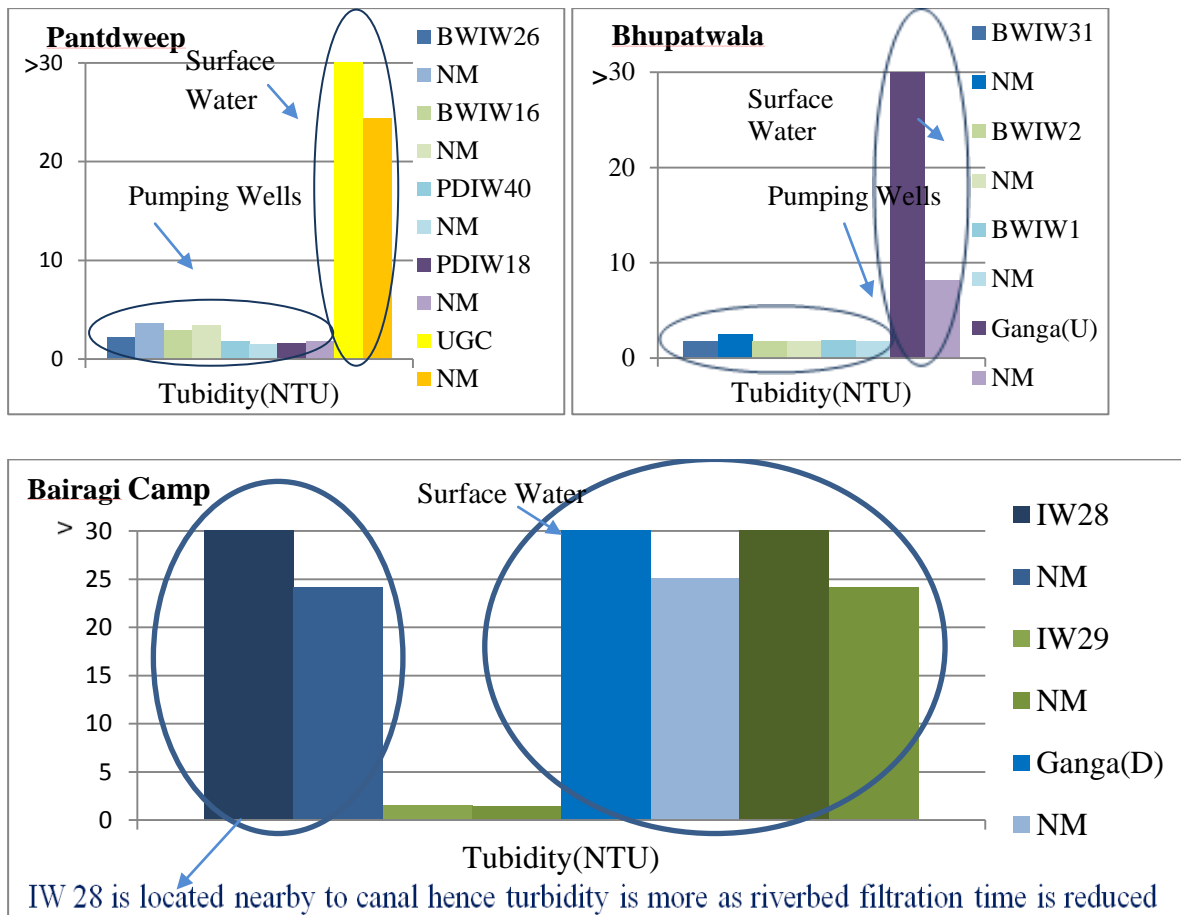 Pantdweep
Surface
Water
Pumping Wells
>30
20
10
0
Tubidity(NTU)
BWIW26
NM
BWIW16
NM
PDIW40
NM
PDIW18
NM
UGC
NM
Bhupatwala
Surface
Water
Pumping Wells
>30
20
10
0
Tubidity(NTU)
BWIW31
NM
BWIW2
NM
BWIW1
NM
Ganga(U)
NM
Bairagi Camp
Surface Water
>
30
25
20
15
10
5
0
Tubidity(NTU)
IW28
NM
IW29
NM
Ganga(D)
NM
IW 28 is located nearby to canal hence turbidity is more as riverbed filtration time is reduced